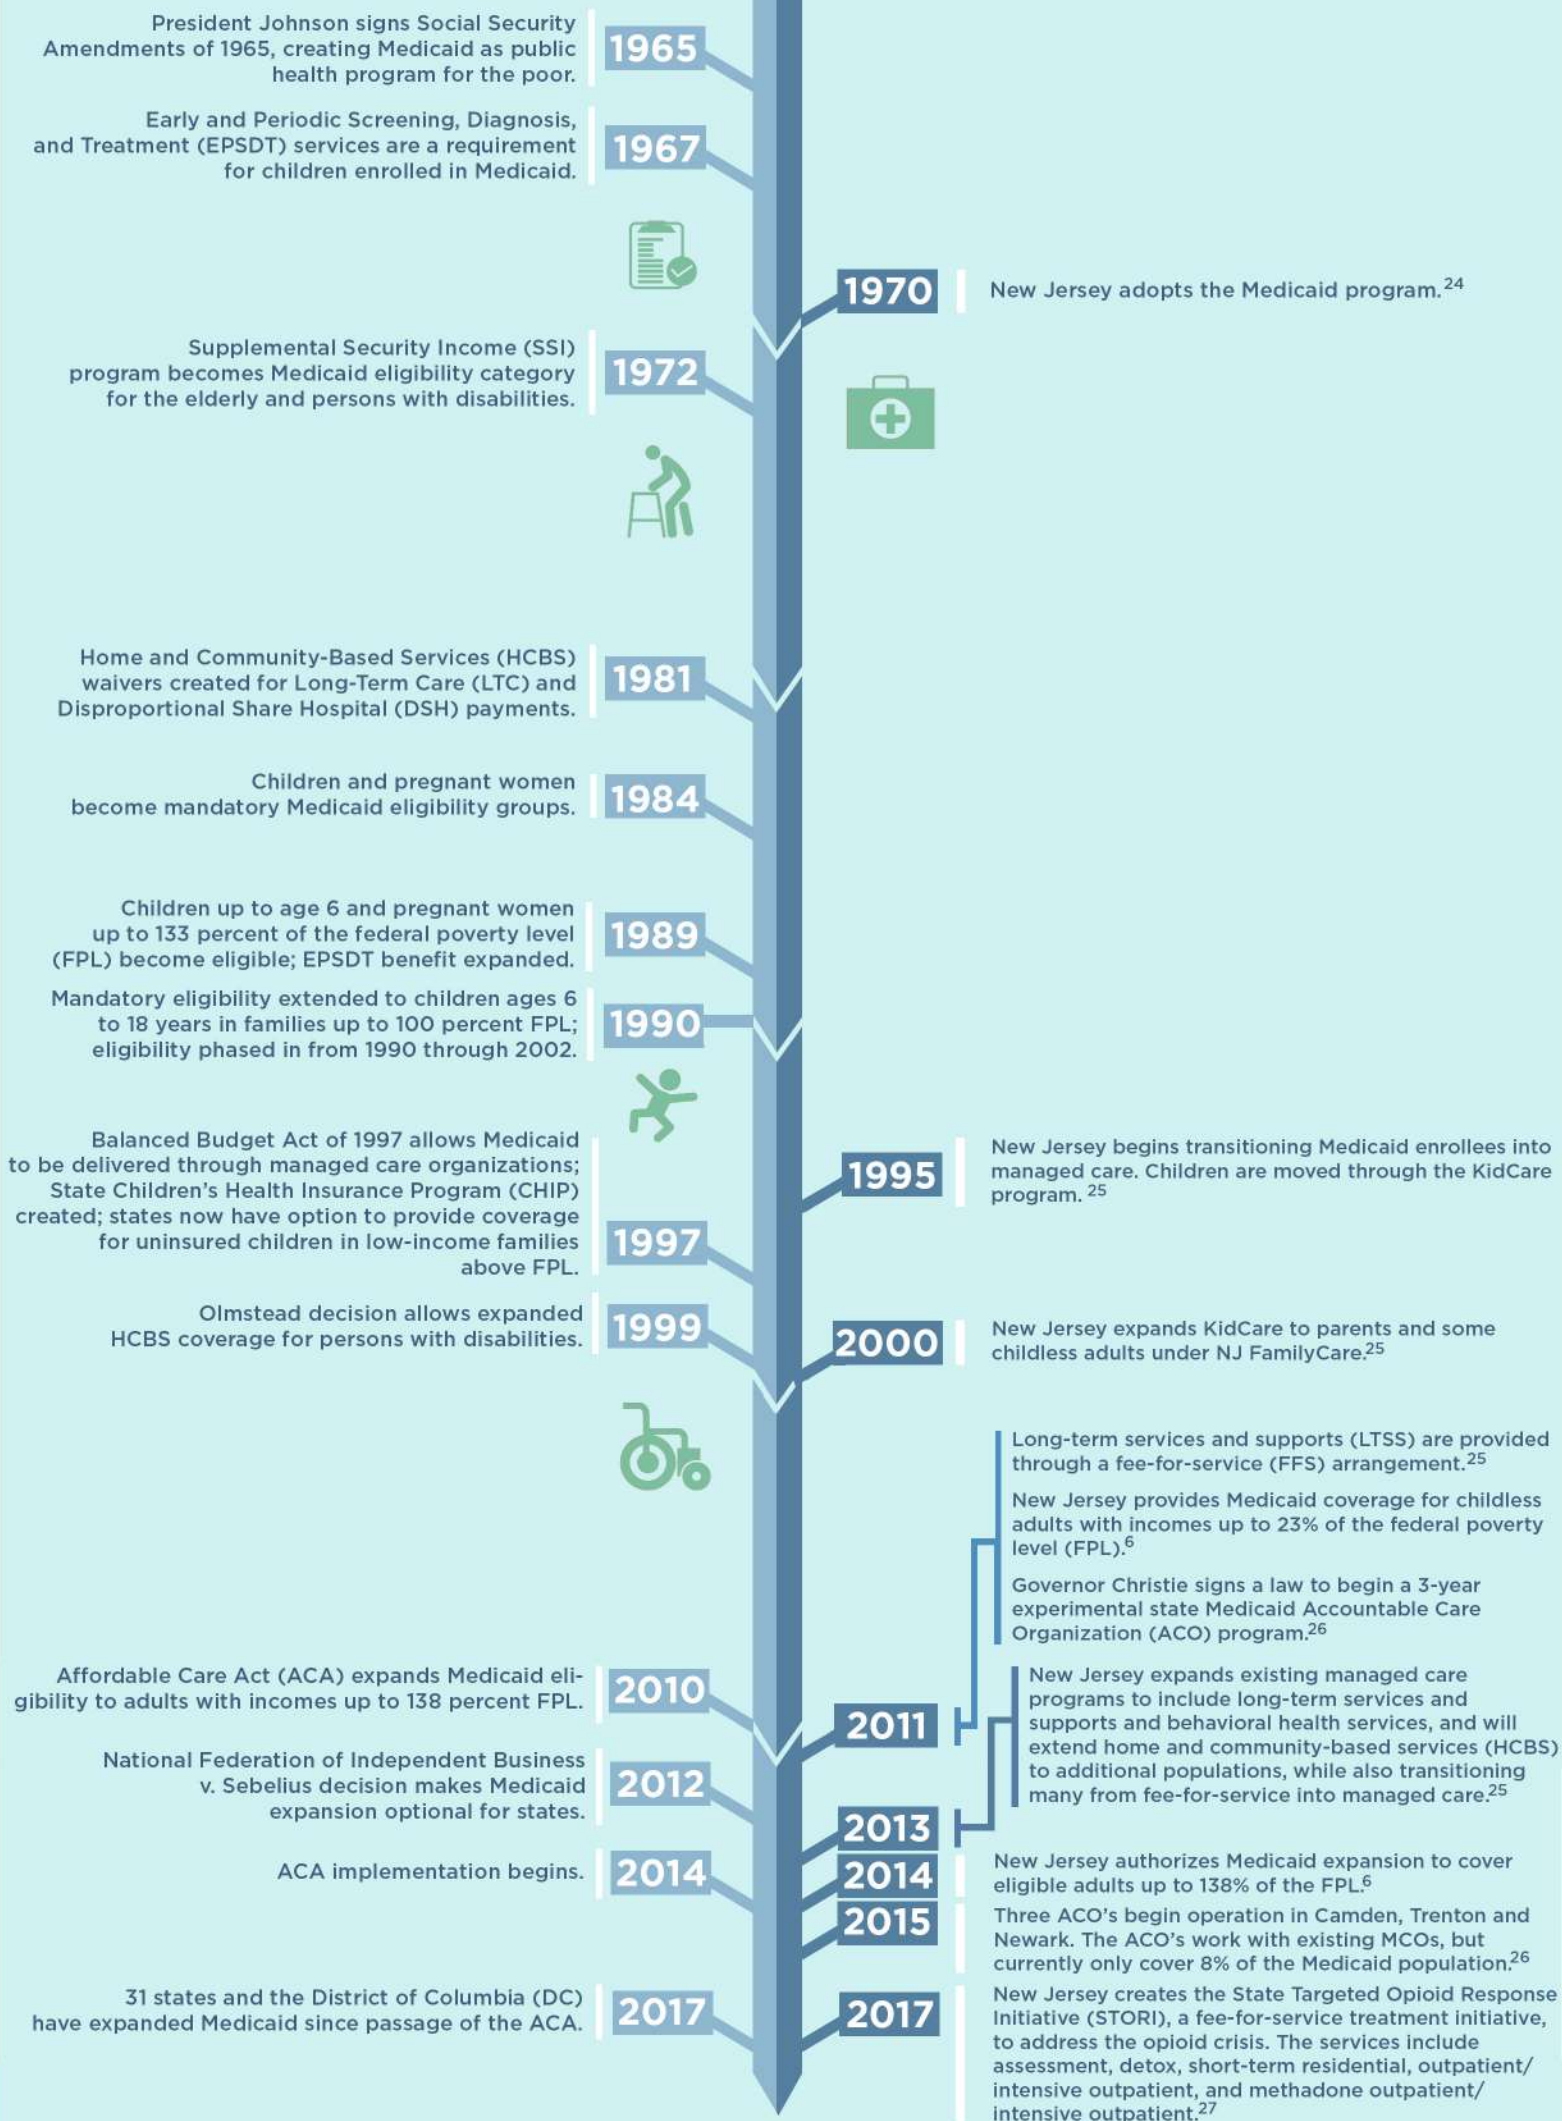 President Johnson signs Social Security
Amendments of 1965, creating Medicaid as public
health program for the poor.
1965
Early and Periodic Screening, Diagnosis,
and Treatment (EPSDT) services are a requirement
for children enrolled in Medicaid.
1967
1970
New Jersey adopts the Medicaid program.24
Supplemental Security Income (SSI)
program becomes Medicaid eligibility category
for the elderly and persons with disabilities.
1972
Home and Community-Based Services (HCBS)
waivers created for Long-Term Care (LTC) and
Disproportional Share Hospital (DSH) payments.
1981
Children and pregnant women
become mandatory Medicaid eligibility groups.
1984
Children up to age 6 and pregnant women
up to 133 percent of the federal poverty level
(FPL) become eligible; EPSDT benefit expanded.
1989
Mandatory eligibility extended to children ages 6
to 18 years in families up to 100 percent FPL;
eligibility phased in from 1990 through 2002.
1990
1995
New Jersey begins transitioning Medicaid enrollees into
managed care. Children are moved through the KidCare
program. 25
Balanced Budget Act of 1997 allows Medicaid
to be delivered through managed care organizations;
State Children's Health Insurance Program (CHIP)
created; states now have option to provide coverage
for uninsured children in low-income families
above FPL.
1997
Olmstead decision allows expanded
HCBS coverage for persons with disabilities.
1999
2000
New Jersey expands KidCare to parents and some
childless adults under NJ FamilyCare.25
Long-term services and supports (LTSS) are provided
through a fee-for-service (FFS) arrangement.25
New Jersey provides Medicaid coverage for childless
adults with incomes up to 23% of the federal poverty
level (FPL).6
Governor Christie signs a law to begin a 3-year
experimental state Medicaid Accountable Care
Organization (ACO) program.26
Affordable Care Act (ACA) expands Medicaid eli-
gibility to adults with incomes up to 138 percent FPL.
2010
2011
New Jersey expands existing managed care
programs to include long-term services and
supports and behavioral health services, and will
extend home and community-based services (HCBS)
to additional populations, while also transitioning
many from fee-for-service into managed care.25
National Federation of Independent Business
v. Sebelius decision makes Medicaid
expansion optional for states.
2012
2013
ACA implementation begins.
2014
2014
New Jersey authorizes Medicaid expansion to cover
eligible adults up to 138% of the FPL.6
2015
Three ACO's begin operation in Camden, Trenton and
Newark. The ACO's work with existing MCOs, but
currently only cover 8% of the Medicaid population.26
31 states and the District of Columbia (DC)
have expanded Medicaid since passage of the ACA.
2017
2017
New Jersey creates the State Targeted Opioid Response
Initiative (STORI), a fee-for-service treatment initiative,
to address the opioid crisis. The services include
assessment, detox, short-term residential, outpatient/
intensive outpatient, and methadone outpatient/
intensive outpatient.27